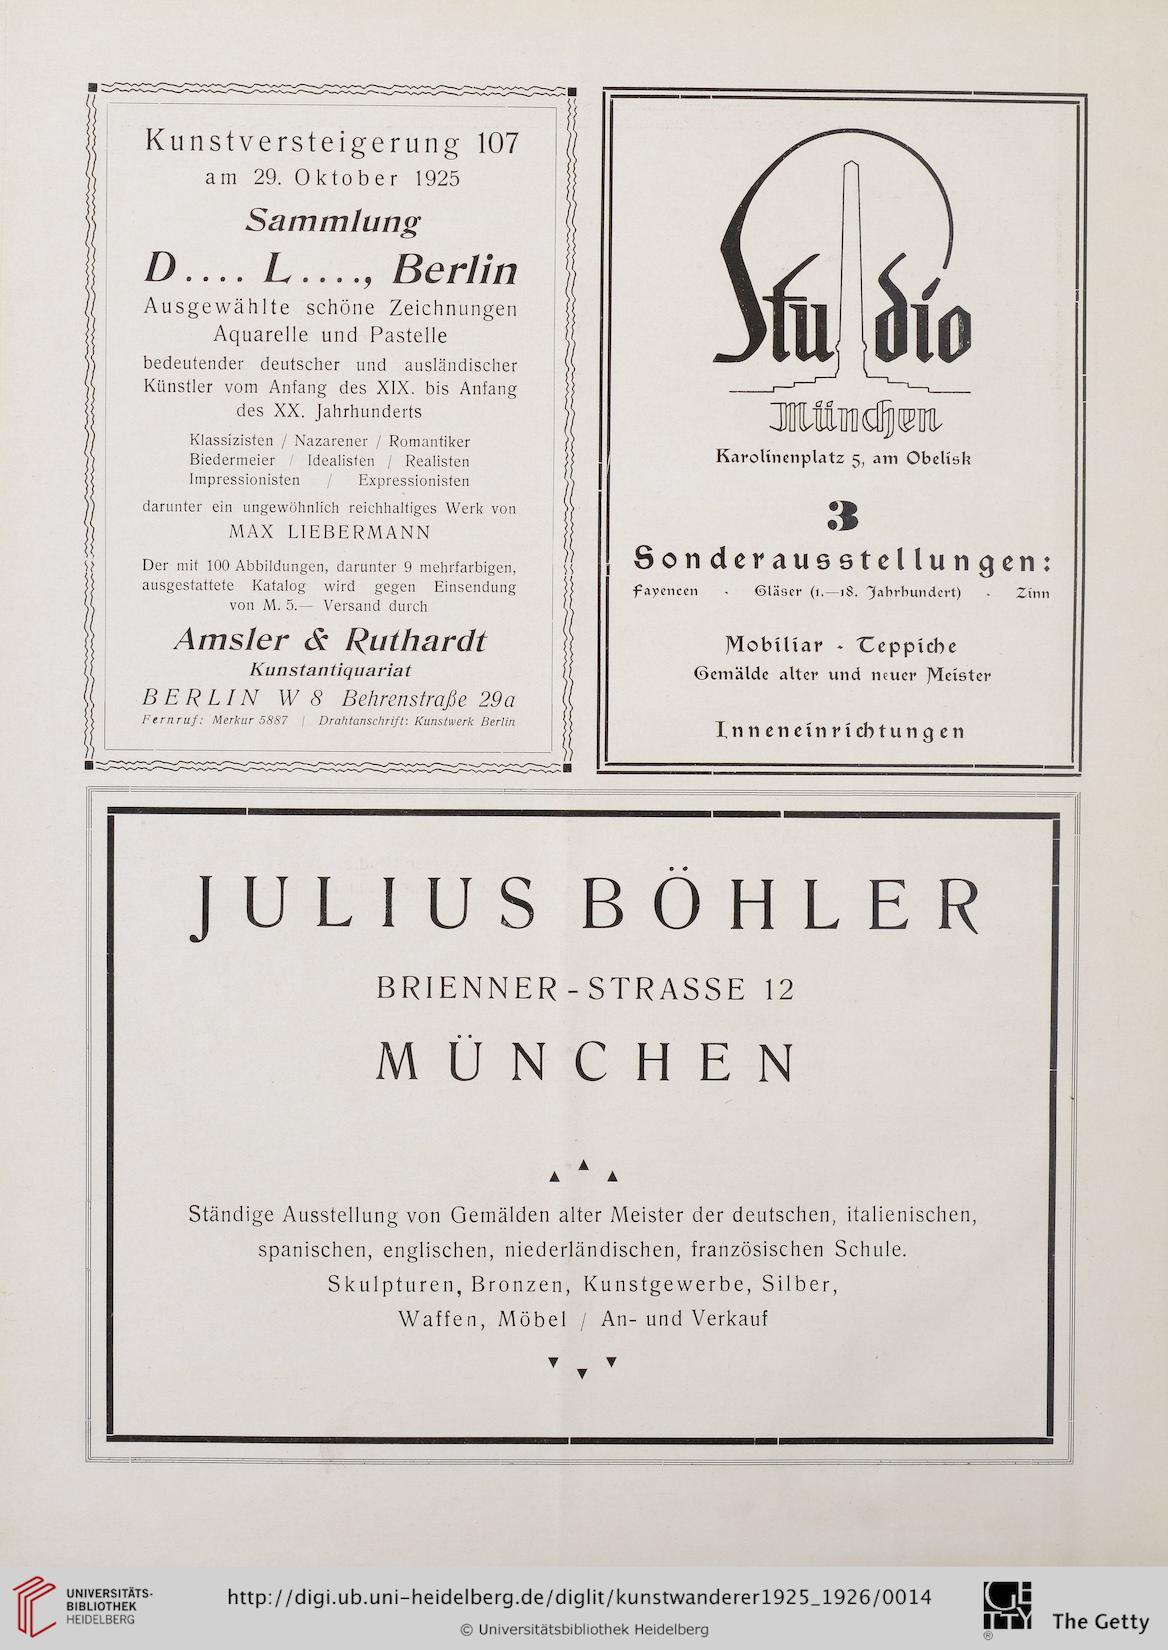 Kunstversteigerung 107
am 29. Oktober 1925
Sammlung
D.... L...., Berlin
Ausgewählte schöne Zeichnungen
Aquarelle und Pastelle
bedeutender deutscher und ausländischer
Künstler vom Anfang des XIX. bis Anfang
des XX. Jahrhunderts
Klassizisten / Nazarener / Romantiker
Biedermeier / Idealisten / Realisten
Impressionisten / Expressionisten
darunter ein ungewöhnlich reichhaltiges Werk von
MAX LIEBERMANN
Der mit 100 Abbildungen, darunter 9 mehrfarbigen,
ausgestattete Katalog wird gegen Einsendung
von M. 5.— Versand durch
Amsler & Ruthardt
Kunstantiquariat
BERLIN W 8 Behrenstraße 29a
Fernruf: Merkur 5887 | Drahtanschrift: Kunstwerk Berlin
Studio
München
Karolinenplatz 5, am Obelisk
3
Sonderausstellungen:
Fayencen · Gläser (1.—18. Jahrhundert) · Zinn
Mobiliar - Teppiche
Gemälde alter und neuer Meister
Inneneinrichtungen
JULIUS BÖHLER
BRIENNER-STRASSE 12
MÜNCHEN
Ständige Ausstellung von Gemälden alter Meister der deutschen, italienischen,
spanischen, englischen, niederländischen, französischen Schule.
Skulpturen, Bronzen, Kunstgewerbe, Silber,
Waffen, Möbel / An- und Verkauf
UNIVERSITÄTS-
BIBLIOTHEK
HEIDELBERG
http://digi.ub.uni-heidelberg.de/diglit/kunstwanderer1925_1926/0014
© Universitätsbibliothek Heidelberg
GETTY
®
The Getty